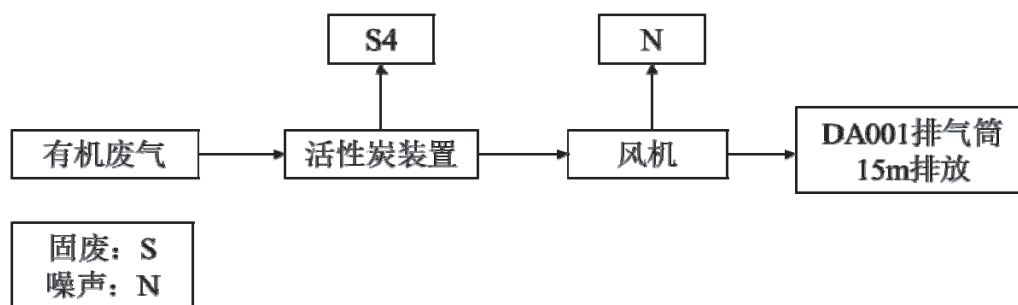 S4
N
有机废气
活性炭装置
风机
DA001排气筒
15m排放
固废：S
噪声：N